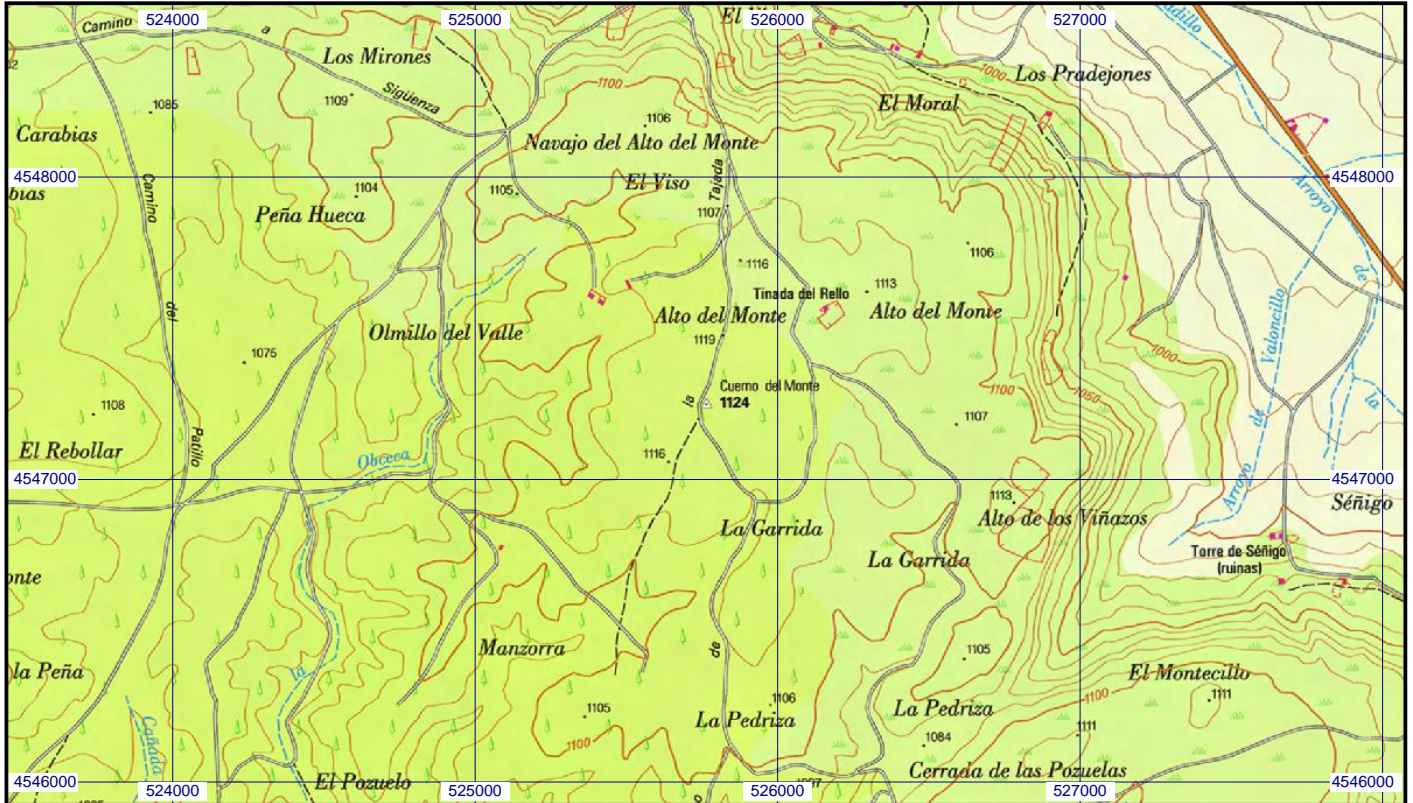 524000
525000
526000
527000
Camino
a
Sigüenza
Los Mirones
El
1109
1085
1100
1106
1000
Los Pradejones
El Moral
Carabias
Navajo del Alto del Monte
4548000
4548000
bias
Camino
1104
1105
El Viso
Tajada
1107
Arroyo
Peña Hueca
1106
1116
de
del
Tinada del Rello
1113
Olmillo del Valle
Alto del Monte
Alto del Monte
Valoncillo
1119
1000
1075
Cuerno del Monte
1124
1100
1050
la
la
1108
1107
de
Patillo
El Rebollar
Obceca
1116
4547000
4547000
Arroyo
1113
Séñigo
La Garrida
Alto de los Viñazos
La Garrida
Torre de Séñigo
(ruinas)
onte
Manzorra
de
1105
la Peña
la
El Montecillo
1100
1111
1106
1105
La Pedriza
La Pedriza
Cañada
1100
1111
1084
Cerrada de las Pozuelas
4546000
4546000
El Pozuelo
524000
525000
526000
527000